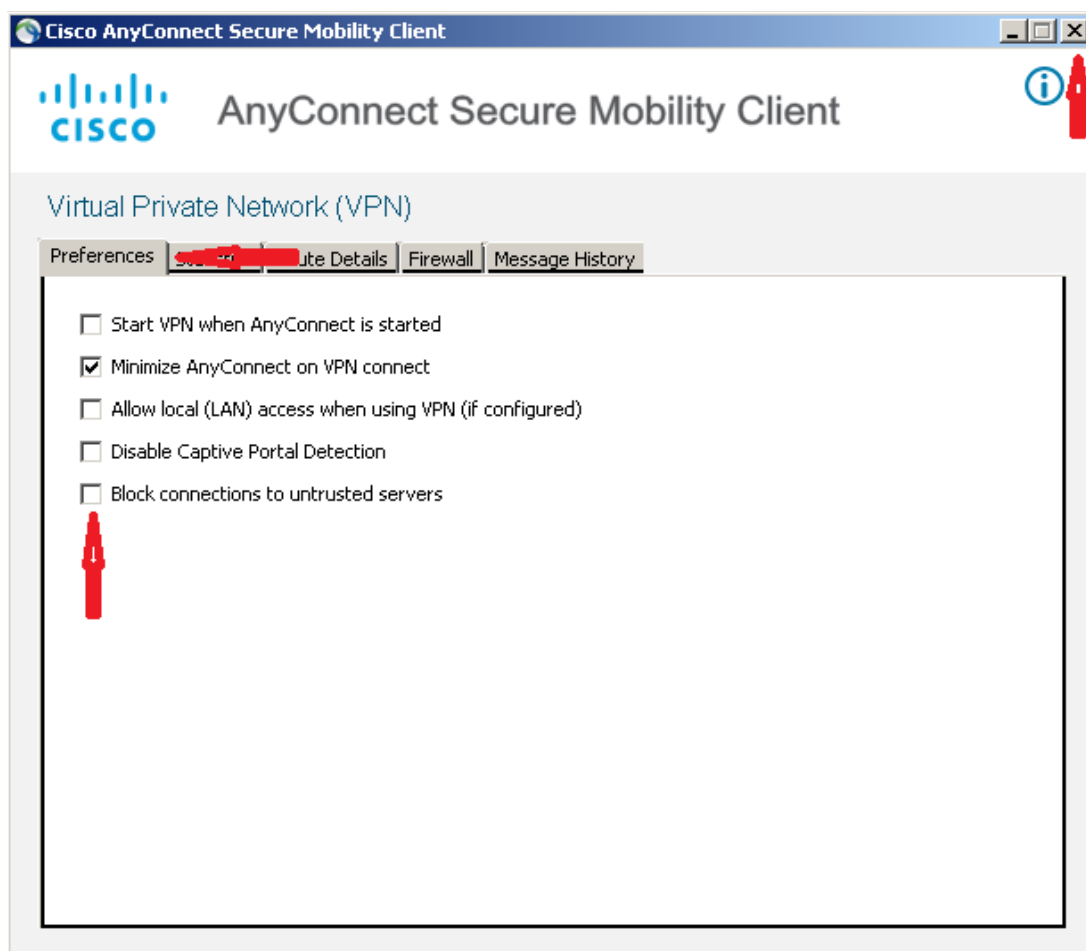 Cisco AnyConnect Secure Mobility Client
CISCO
AnyConnect Secure Mobility Client
Virtual Private Network (VPN)
Preferences Details Firewall Message History
Start VPN when AnyConnect is started
Minimize AnyConnect on VPN connect
Allow local (LAN) access when using VPN (if configured)
Disable Captive Portal Detection
Block connections to untrusted servers